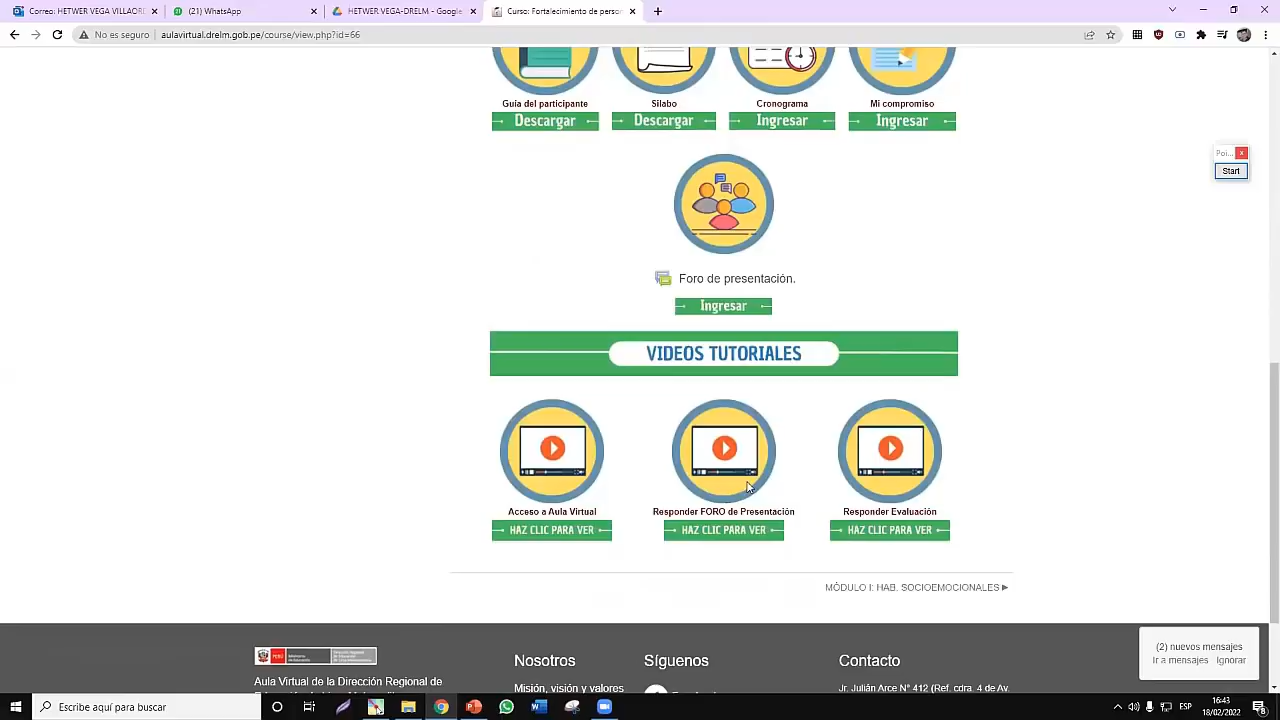 Correo: HETWER VEGA VILLAORI
(21) WhatsApp
HETWER VEGA-DRELM - Google
Curso: Fortalecimiento de perso
No es seguro
aulavirtual.drelm.gob.pe/course/view.php?id=66
Guía del participante
Sílabo
Cronograma
Mi compromiso
Descargar
Descargar
Ingresar
Ingresar
Poi...
Start
Foro de presentación.
Ingresar
VIDEOS TUTORIALES
Acceso a Aula Virtual
Responder FORO de Presentación
Responder Evaluación
HAZ CLIC PARA VER
HAZ CLIC PARA VER
HAZ CLIC PARA VER
MÓDULO I: HAB. SOCIOEMOCIONALES
(2) nuevos mensajes
Ir a mensajes Ignorar
PERÚ
Nosotros
Síguenos
Contacto
Aula Virtual de la Dirección Regional de
Misión, visión y valores
Jr. Julián Arce N° 412 (Ref. cdra. 4 de Av.
Escribe aquí para buscar
ESP
16:43
18/02/2022